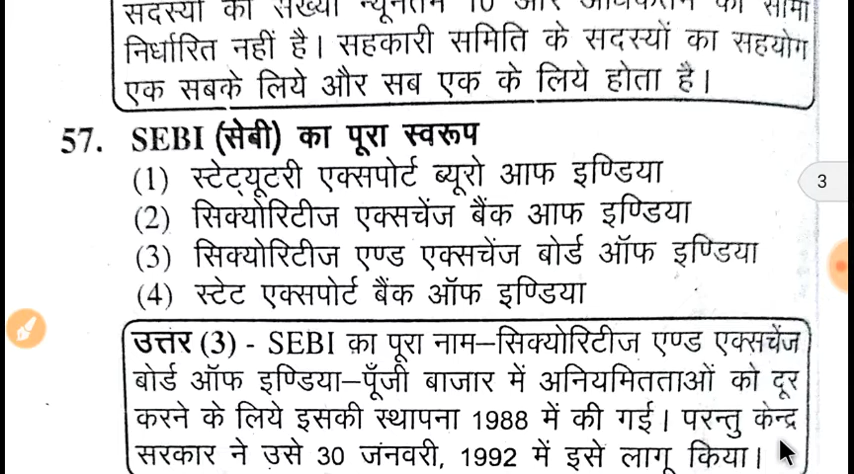 सदस्यों की संख्या न्यूनतम 10 और अधिकतम की सीमा
निर्धारित नहीं है। सहकारी समिति के सदस्यों का सहयोग
एक सबके लिये और सब एक के लिये होता है।
57. SEBI (सेबी) का पूरा स्वरूप
(1) स्टेट्यूटरी एक्सपोर्ट ब्यूरो आफ इण्डिया
(2) सिक्योरिटीज एक्सचेंज बैंक आफ इण्डिया
(3) सिक्योरिटीज एण्ड एक्सचेंज बोर्ड ऑफ इण्डिया
(4) स्टेट एक्सपोर्ट बैंक ऑफ इण्डिया
3
उत्तर (3) - SEBI का पूरा नाम–सिक्योरिटीज एण्ड एक्सचेंज
बोर्ड ऑफ इण्डिया–पूँजी बाजार में अनियमितताओं को दूर
करने के लिये इसकी स्थापना 1988 में की गई। परन्तु केन्द्र
सरकार ने उसे 30 जनवरी, 1992 में इसे लागू किया।